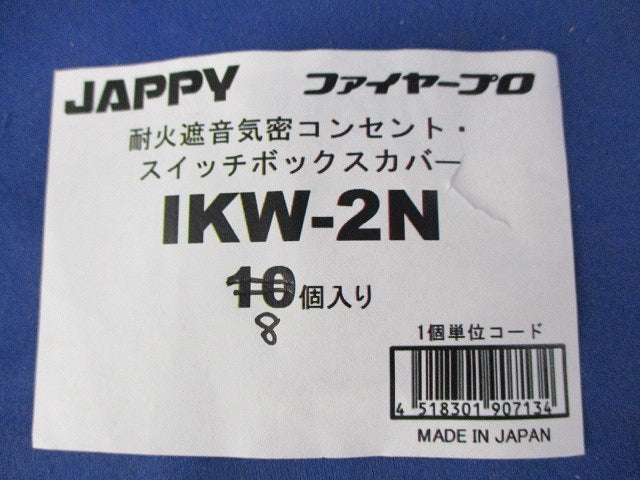 JAPPY ファイヤープロ
耐火遮音気密コンセント・
スイッチボックスカバー
IKW-2N
10個入り
8
1個単位コード
4 518301 907134
MADE IN JAPAN